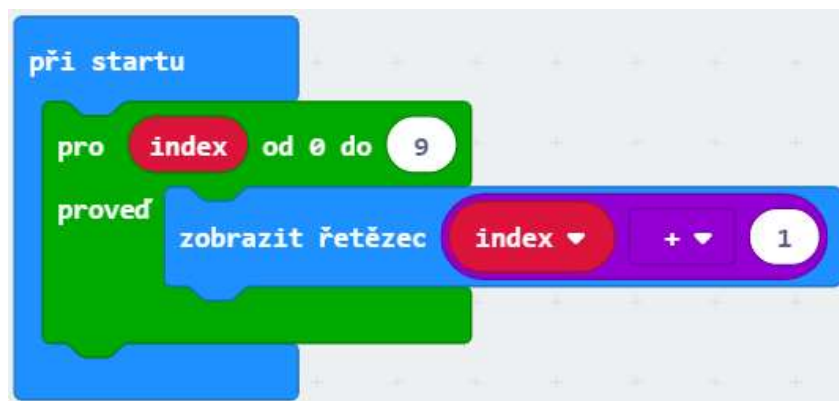 při startu
pro index od 0 do 9
proveď
zobrazit řetězec index + 1